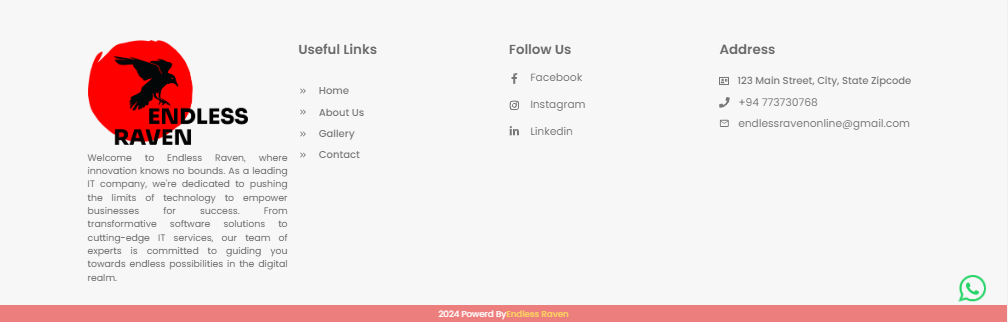 ENDLESS
RAVEN
Welcome to Endless Raven, where
innovation knows no bounds. As a leading
IT company, we're dedicated to pushing
the limits of technology to empower
businesses for success. From
transformative software solutions to
cutting-edge IT services, our team of
experts is committed to guiding you
towards endless possibilities in the digital
realm.
Useful Links
Home
About Us
Gallery
Contact
Follow Us
Facebook
Instagram
Linkedin
Address
123 Main Street, City, State Zipcode
+94 773730768
endlessravenonline@gmail.com
2024 Powerd ByEndless Raven